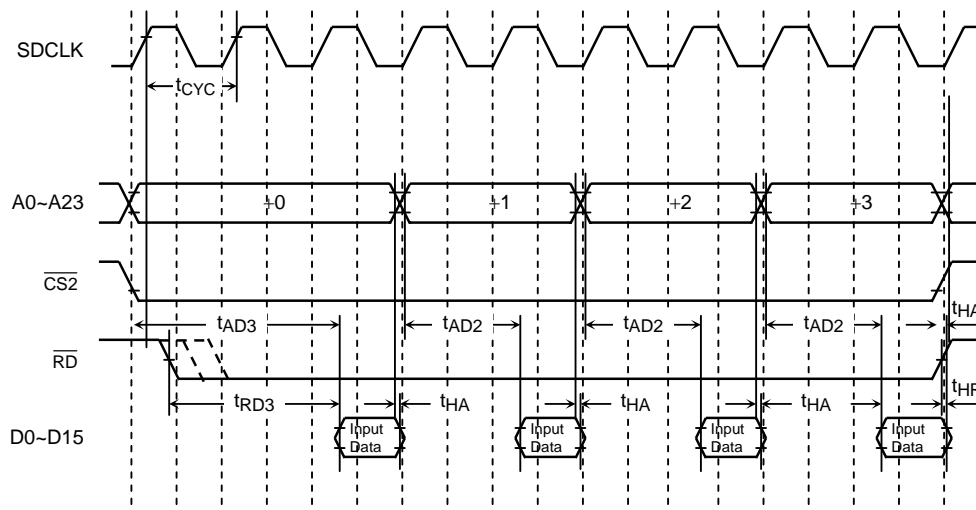 SDCLK
tCYC
A0~A23
+0
+1
+2
+3
CS2
tAD3
tAD2
tAD2
tAD2
tHA
RD
tRD3
tHA
tHA
tHA
D0~D15
Input
Data
Input
Data
Input
Data
Input
Data